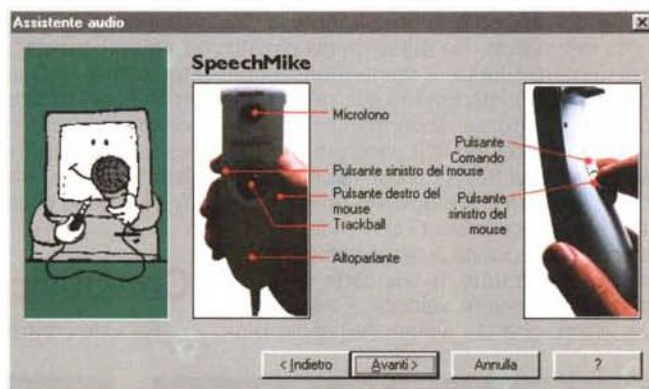 Assistente audio
SpeechMike
Microfono
Pulsante sinistro del mouse
Pulsante destro del
mouse
Trackball
Altoparlante
Pulsante
Comando
Pulsante
sinistro del
mouse
< Indietro
Avanti >
Annulla
?